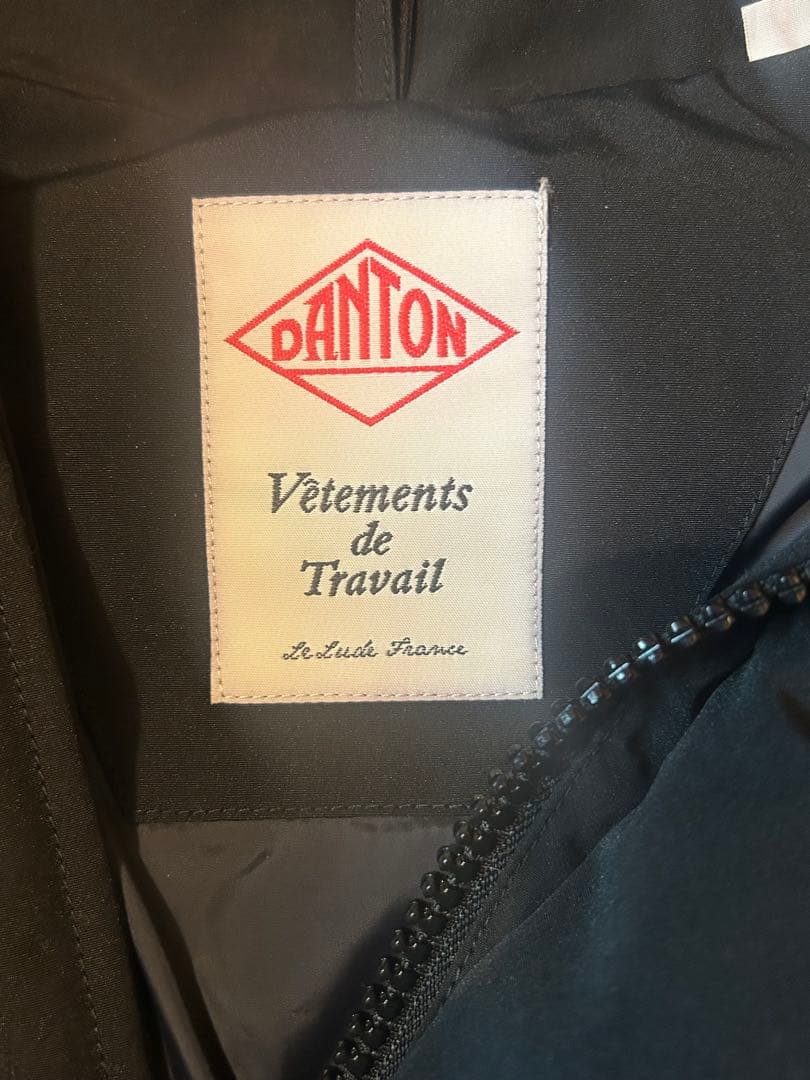 DANTON
Vêtements
de
Travail
Le Lude France